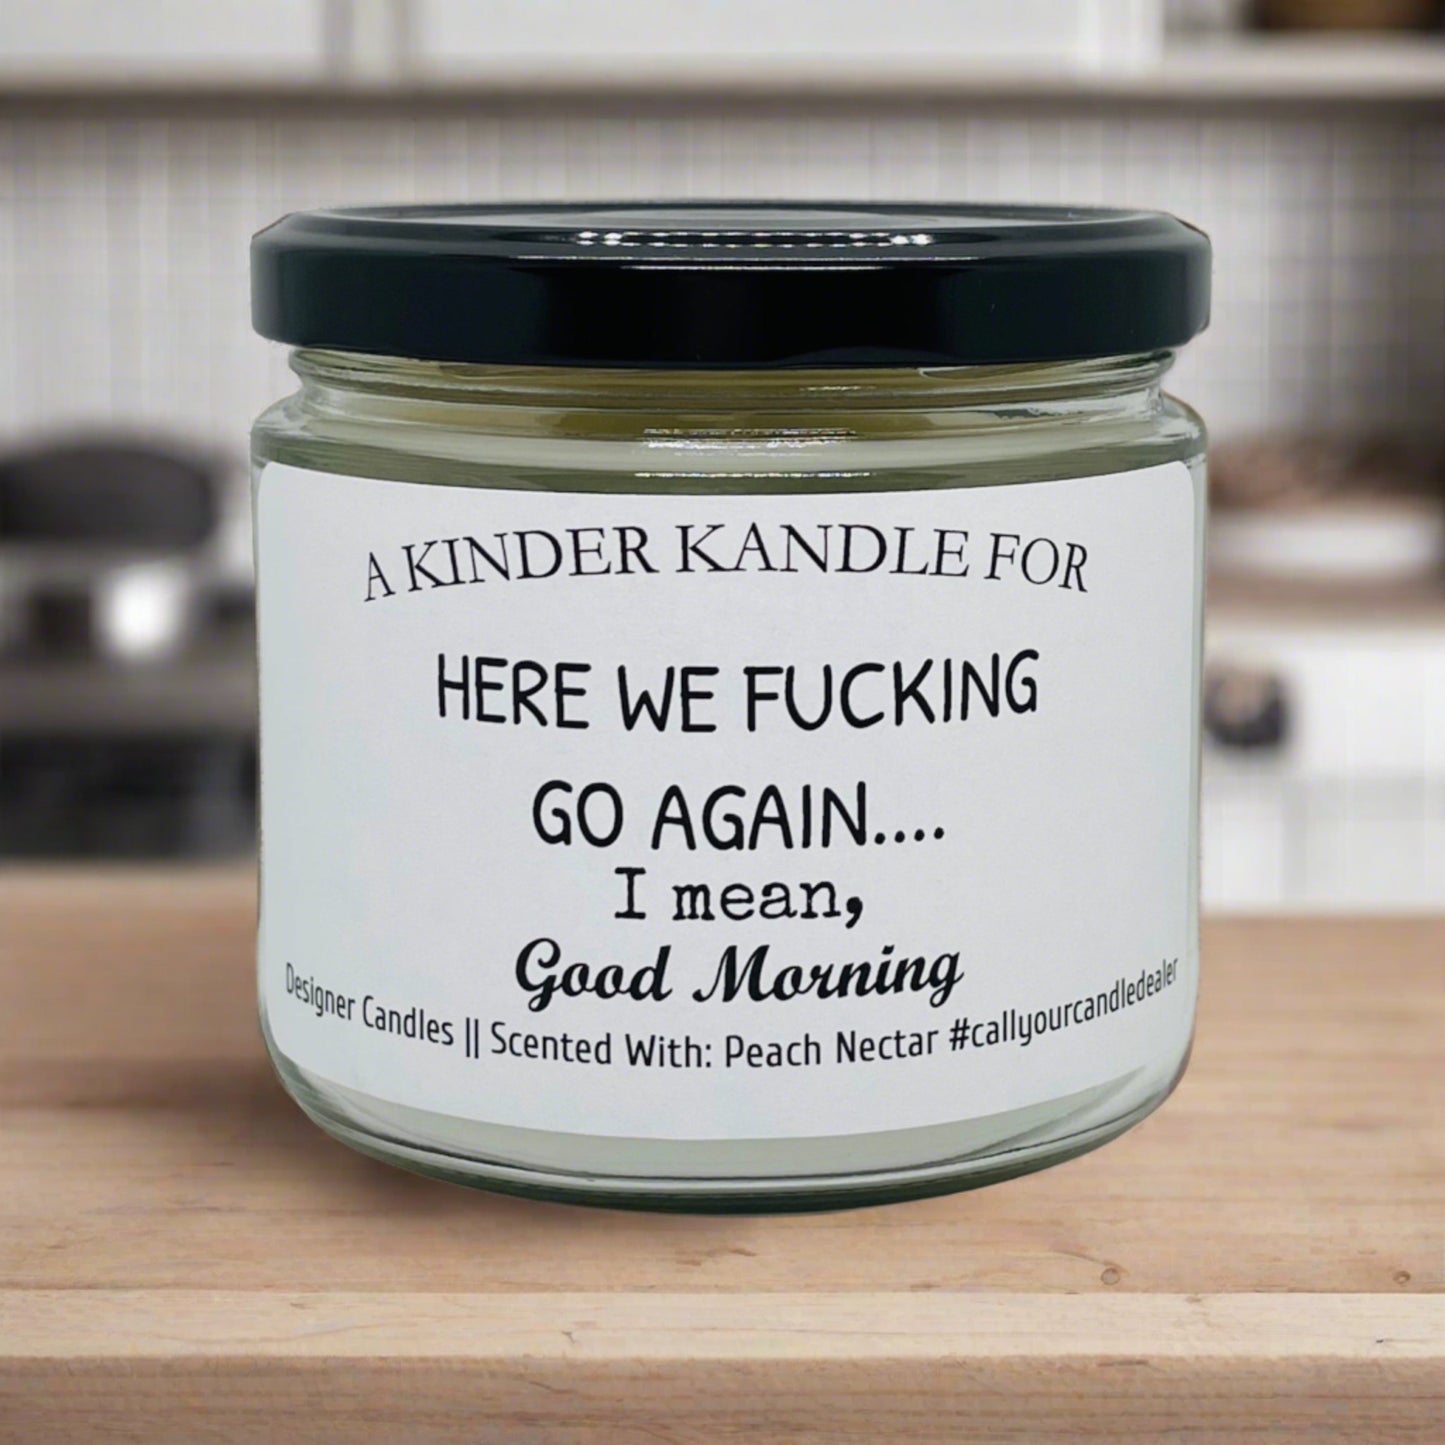 A KINDER KANDLE FOR
HERE WE FUCKING
GO AGAIN....
I mean,
Good Morning
Designer Candles || Scented With: Peach Nectar #callyourcandledealer